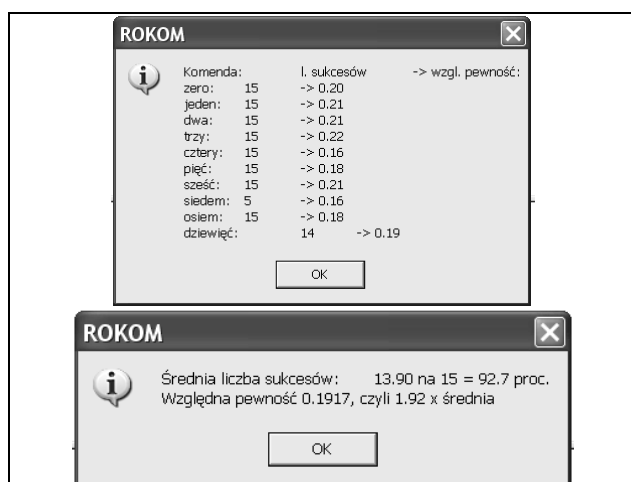 ROKOM
Komenda: l. sukcesów -> wzgl. pewność:
zero: 15 -> 0.20
jeden: 15 -> 0.21
dwa: 15 -> 0.21
trzy: 15 -> 0.22
cztery: 15 -> 0.16
pięć: 15 -> 0.18
sześć: 15 -> 0.21
siedem: 5 -> 0.16
osiem: 15 -> 0.18
dziewięć: 14 -> 0.19
OK
ROKOM
Średnia liczba sukcesów: 13.90 na 15 = 92.7 proc.
Względna pewność 0.1917, czyli 1.92 x średnia
OK